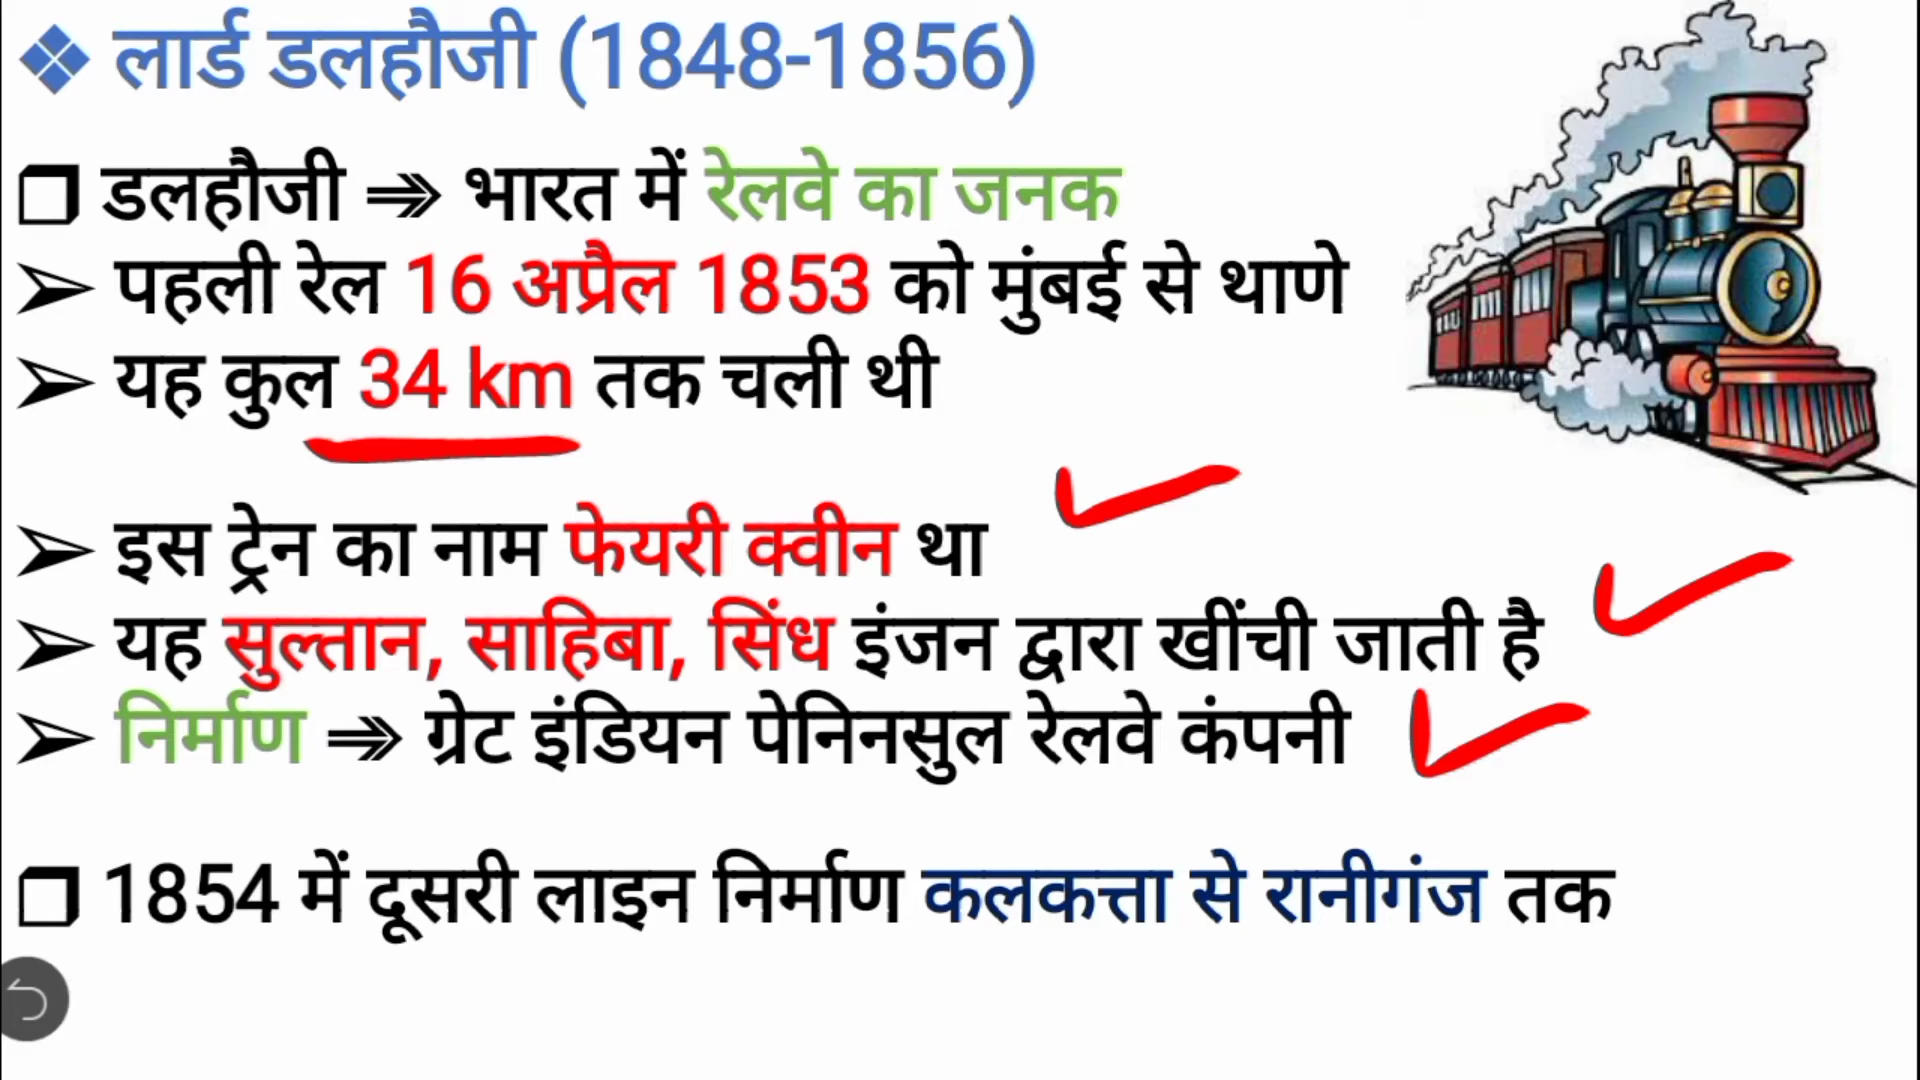 ❖ लार्ड डलहौजी (1848-1856)
❒ डलहौजी ⇒ भारत में रेलवे का जनक
➢ पहली रेल 16 अप्रैल 1853 को मुंबई से थाणे
➢ यह कुल 34 km तक चली थी
➢ इस ट्रेन का नाम फेयरी क्वीन था
➢ यह सुल्तान, साहिबा, सिंध इंजन द्वारा खींची जाती है
➢ निर्माण ⇒ ग्रेट इंडियन पेनिनसुल रेलवे कंपनी
❒ 1854 में दूसरी लाइन निर्माण कलकत्ता से रानीगंज तक